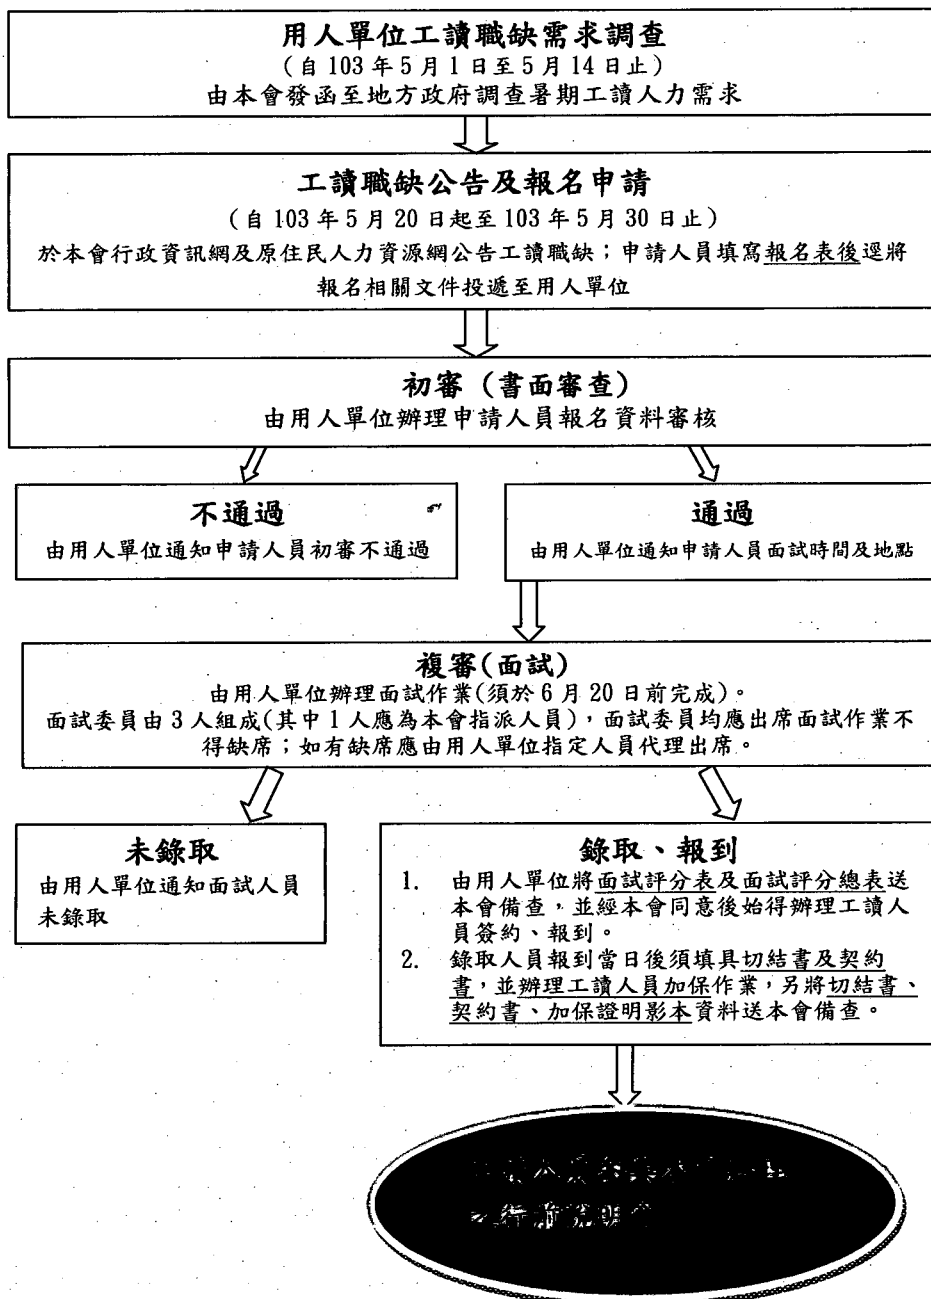 用人單位工讀職缺需求調查
(自 103 年 5 月 1 日至 5 月 14 日止)
由本會發函至地方政府調查暑期工讀人力需求
工讀職缺公告及報名申請
(自 103 年 5 月 20 日起至 103 年 5 月 30 日止)
於本會行政資訊網及原住民人力資源網公告工讀職缺；申請人員填寫報名表後逕將
報名相關文件投遞至用人單位
初審（書面審查）
由用人單位辦理申請人員報名資料審核
不通過
由用人單位通知申請人員初審不通過
通過
由用人單位通知申請人員面試時間及地點
複審(面試)
由用人單位辦理面試作業(須於 6 月 20 日前完成)。
面試委員由 3 人組成(其中 1 人應為本會指派人員)，面試委員均應出席面試作業不
得缺席；如有缺席應由用人單位指定人員代理出席。
未錄取
由用人單位通知面試人員
未錄取
錄取、報到
1. 由用人單位將面試評分表及面試評分總表送
本會備查，並經本會同意後始得辦理工讀人
員簽約、報到。
2. 錄取人員報到當日後須填具切結書及契約
書，並辦理工讀人員加保作業，另將切結書、
契約書、加保證明影本資料送本會備查。
行前說明